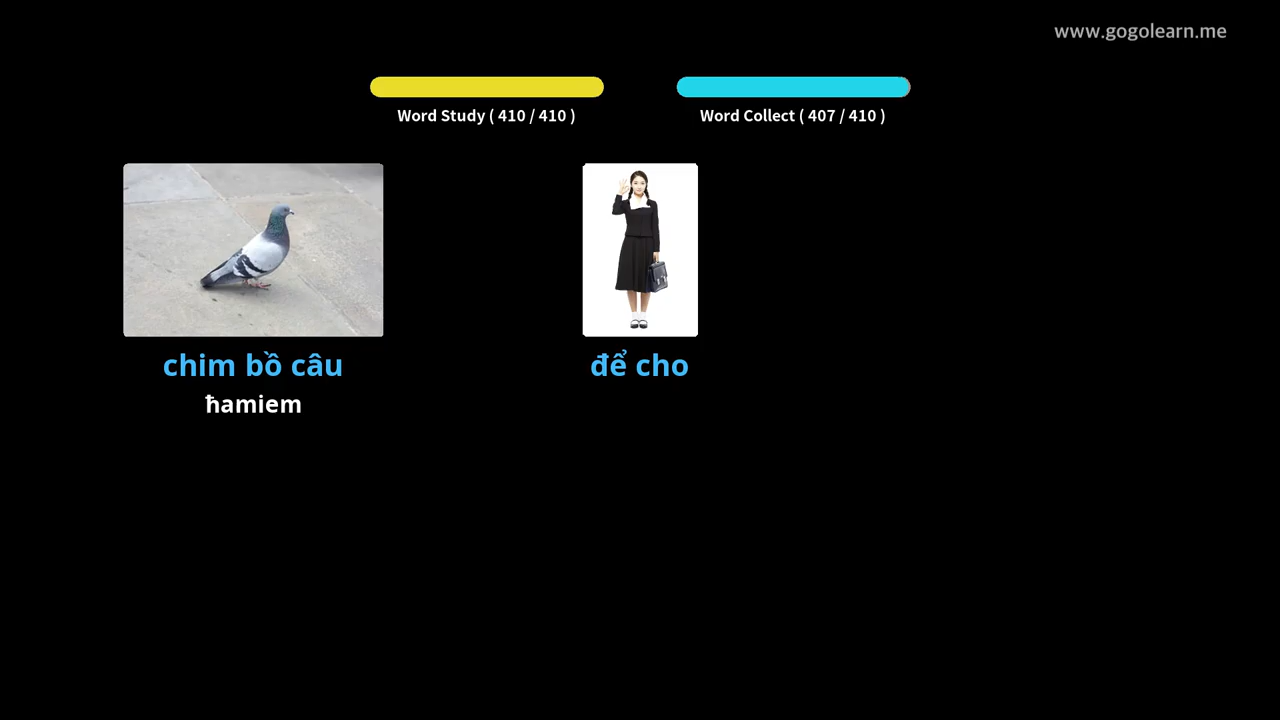 www.gogolearn.me
Word Study ( 410 / 410 )
Word Collect ( 407 / 410 )
chim bồ câu
ħamiem
để cho